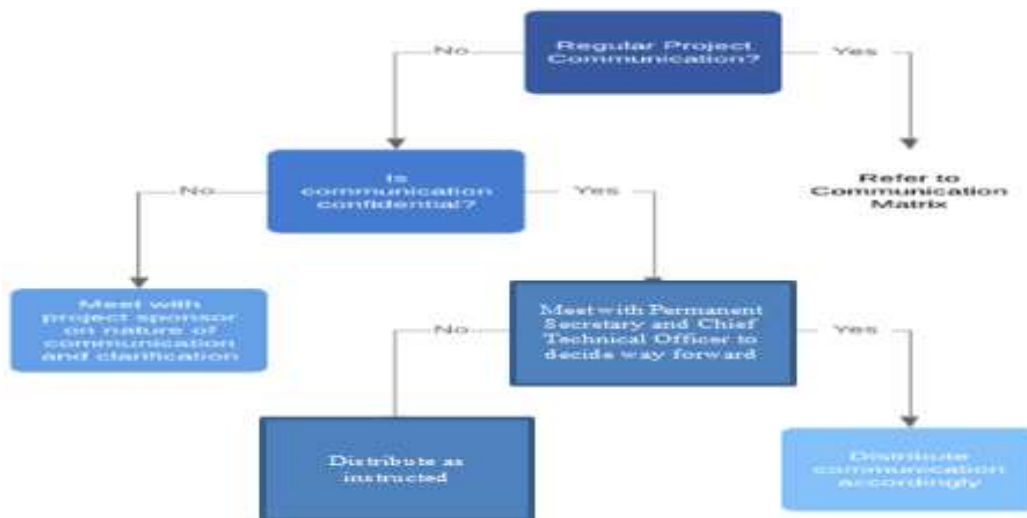 Regular Project
Communication?
No
Yes
Is
communication
confidential?
Refer to
Communication
Matrix
No
Yes
Meet with
project sponsor
on nature of
communication
and clarification
Meet with Permanent
Secretary and Chief
Technical Officer to
decide way forward
No
Yes
Distribute as
instructed
Distribute
communication
accordingly